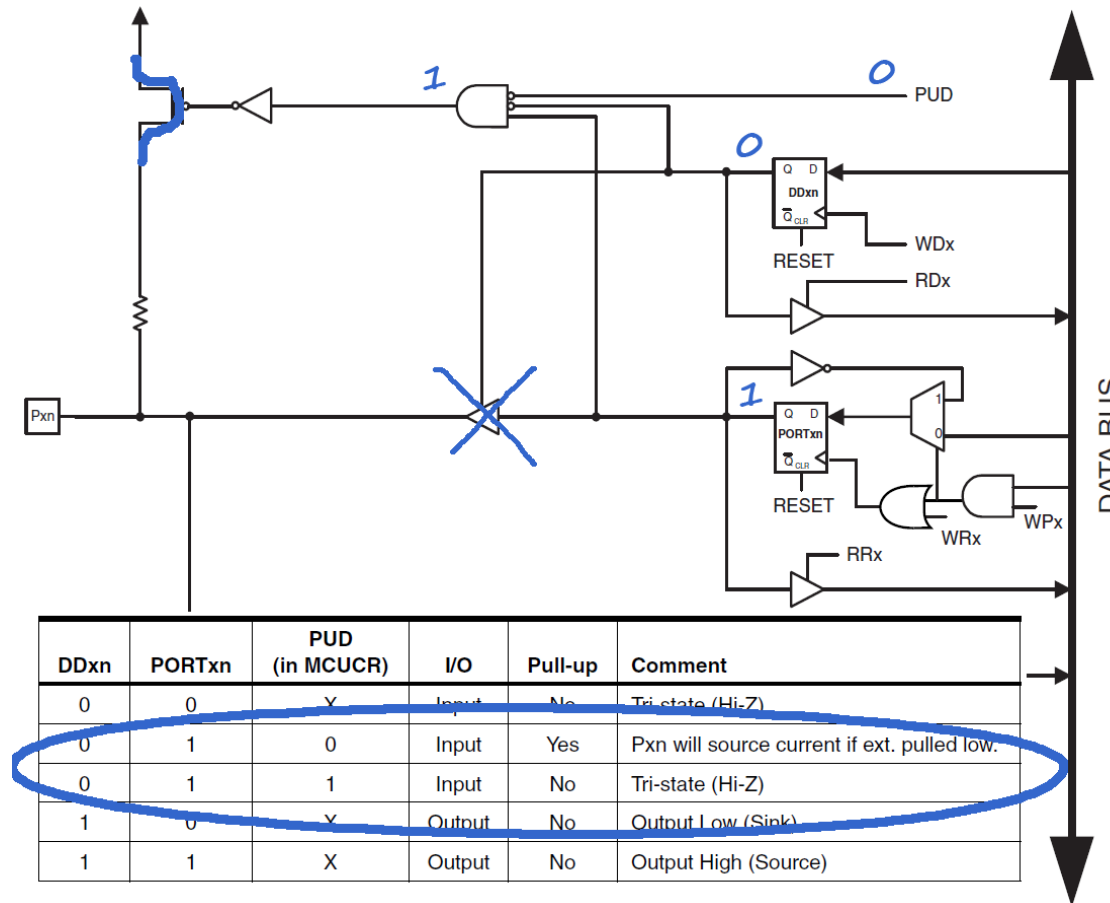 0
1
PUD
0
Q D
DDxn
Q CLR
WDx
RESET
RDx
1
1
Pxn
Q D
0
PORTxn
Q CLR
DATA BUS
RESET
WPx
WRx
RRx
DDxn PORTxn PUD (in MCUCR) I/O Pull-up Comment
0 0 X Input No Tri-state (Hi-Z)
0 1 0 Input Yes Pxn will source current if ext. pulled low.
0 1 1 Input No Tri-state (Hi-Z)
1 0 X Output No Output Low (Sink)
1 1 X Output No Output High (Source)